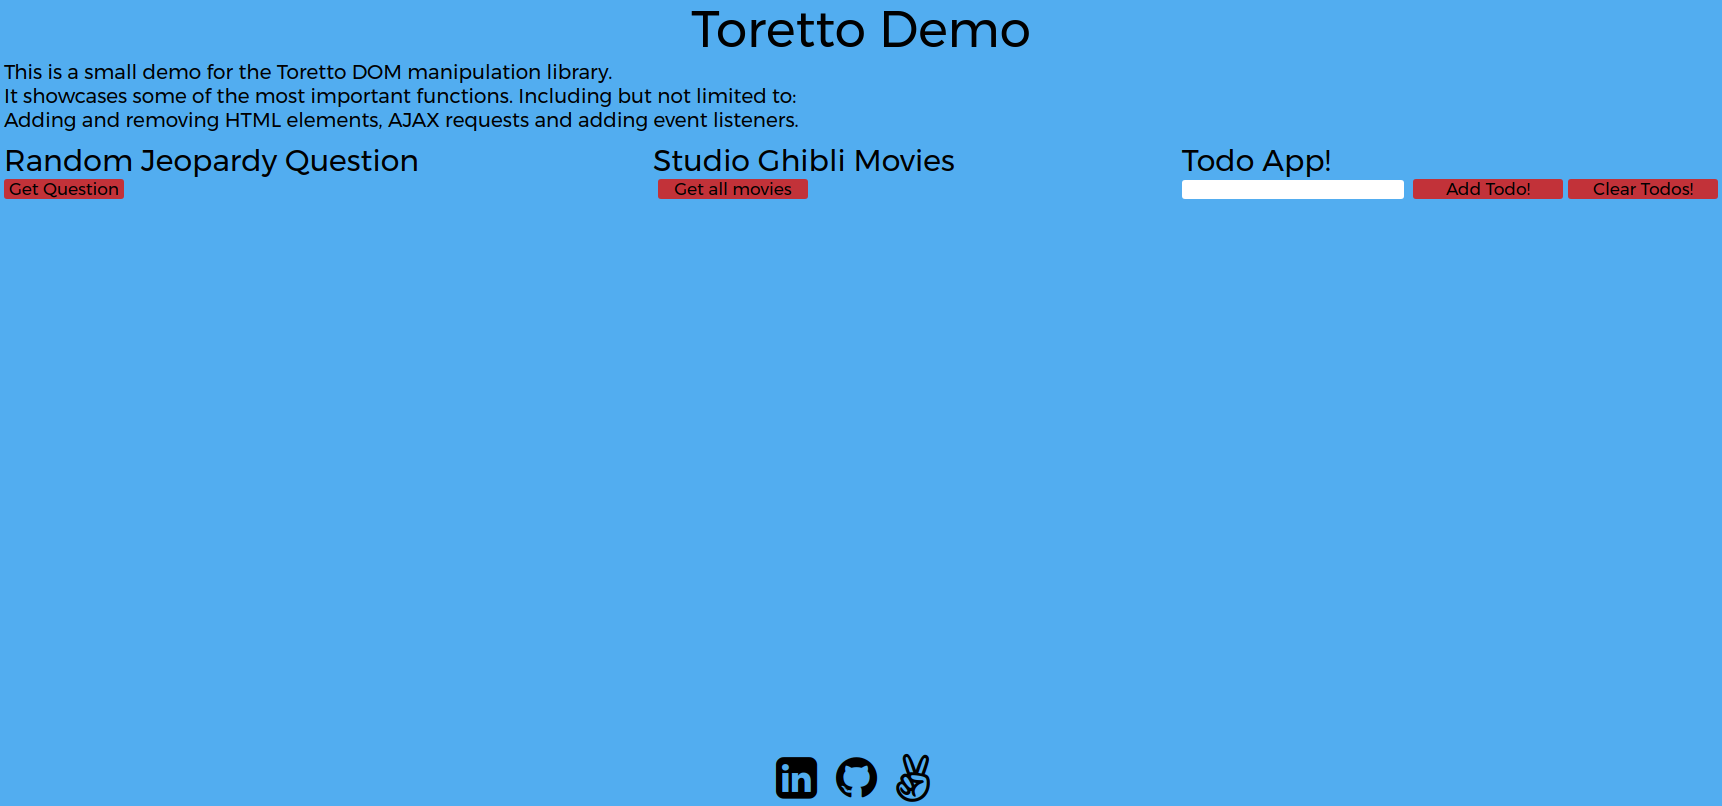 Toretto Demo
This is a small demo for the Toretto DOM manipulation library.
It showcases some of the most important functions. Including but not limited to:
Adding and removing HTML elements, AJAX requests and adding event listeners.
Random Jeopardy Question
Get Question
Studio Ghibli Movies
Get all movies
Todo App!
Add Todo! Clear Todos!
in